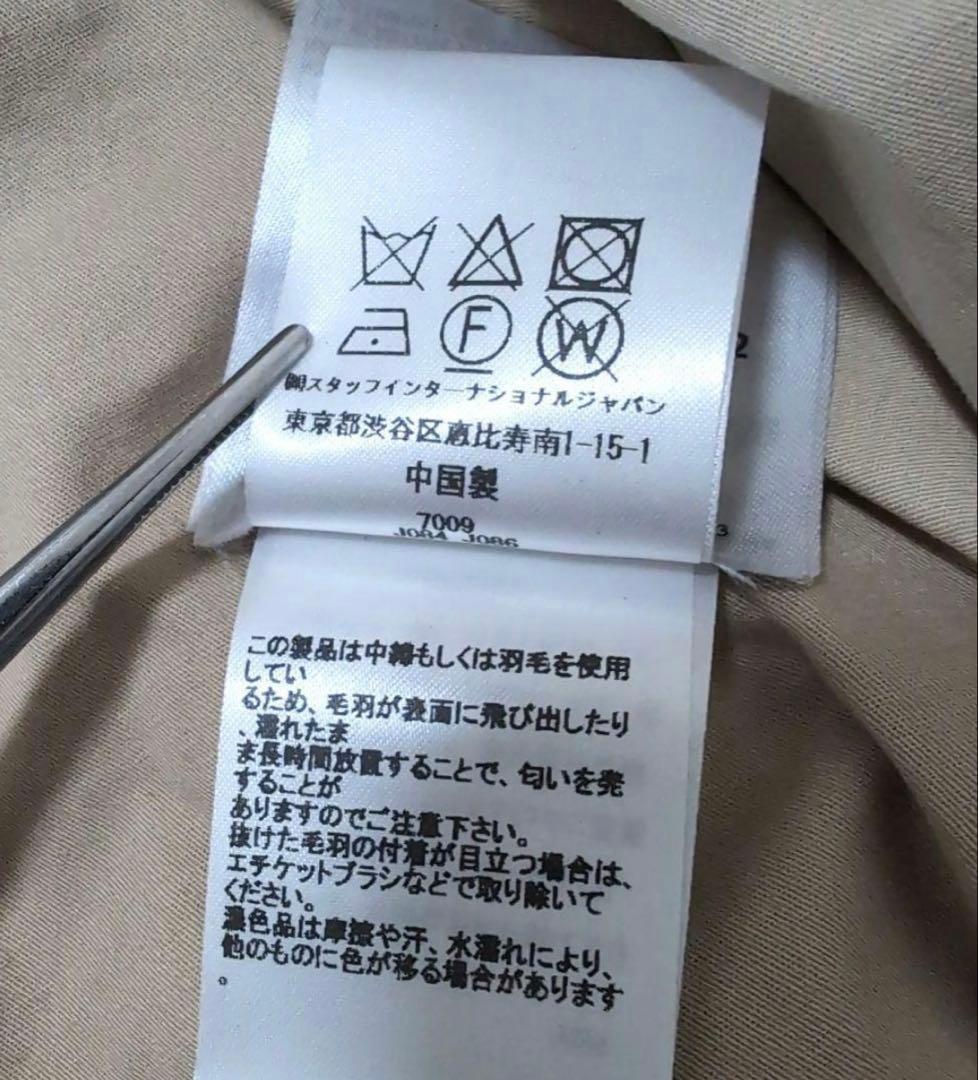 F
W
㈱スタッフインターナショナルジャパン
東京都渋谷区恵比寿南1-15-1
中国製
7009
J084 J086
2
3
この製品は中綿もしくは羽毛を使用
してい
るため、毛羽が表面に飛び出したり
、濡れたま
ま長時間放置することで、匂いを発
することが
ありますのでご注意下さい。
抜けた毛羽の付着が目立つ場合は、
エチケットブラシなどで取り除いて
ください。
濃色品は摩擦や汗、水濡れにより、
他のものに色が移る場合があります
。